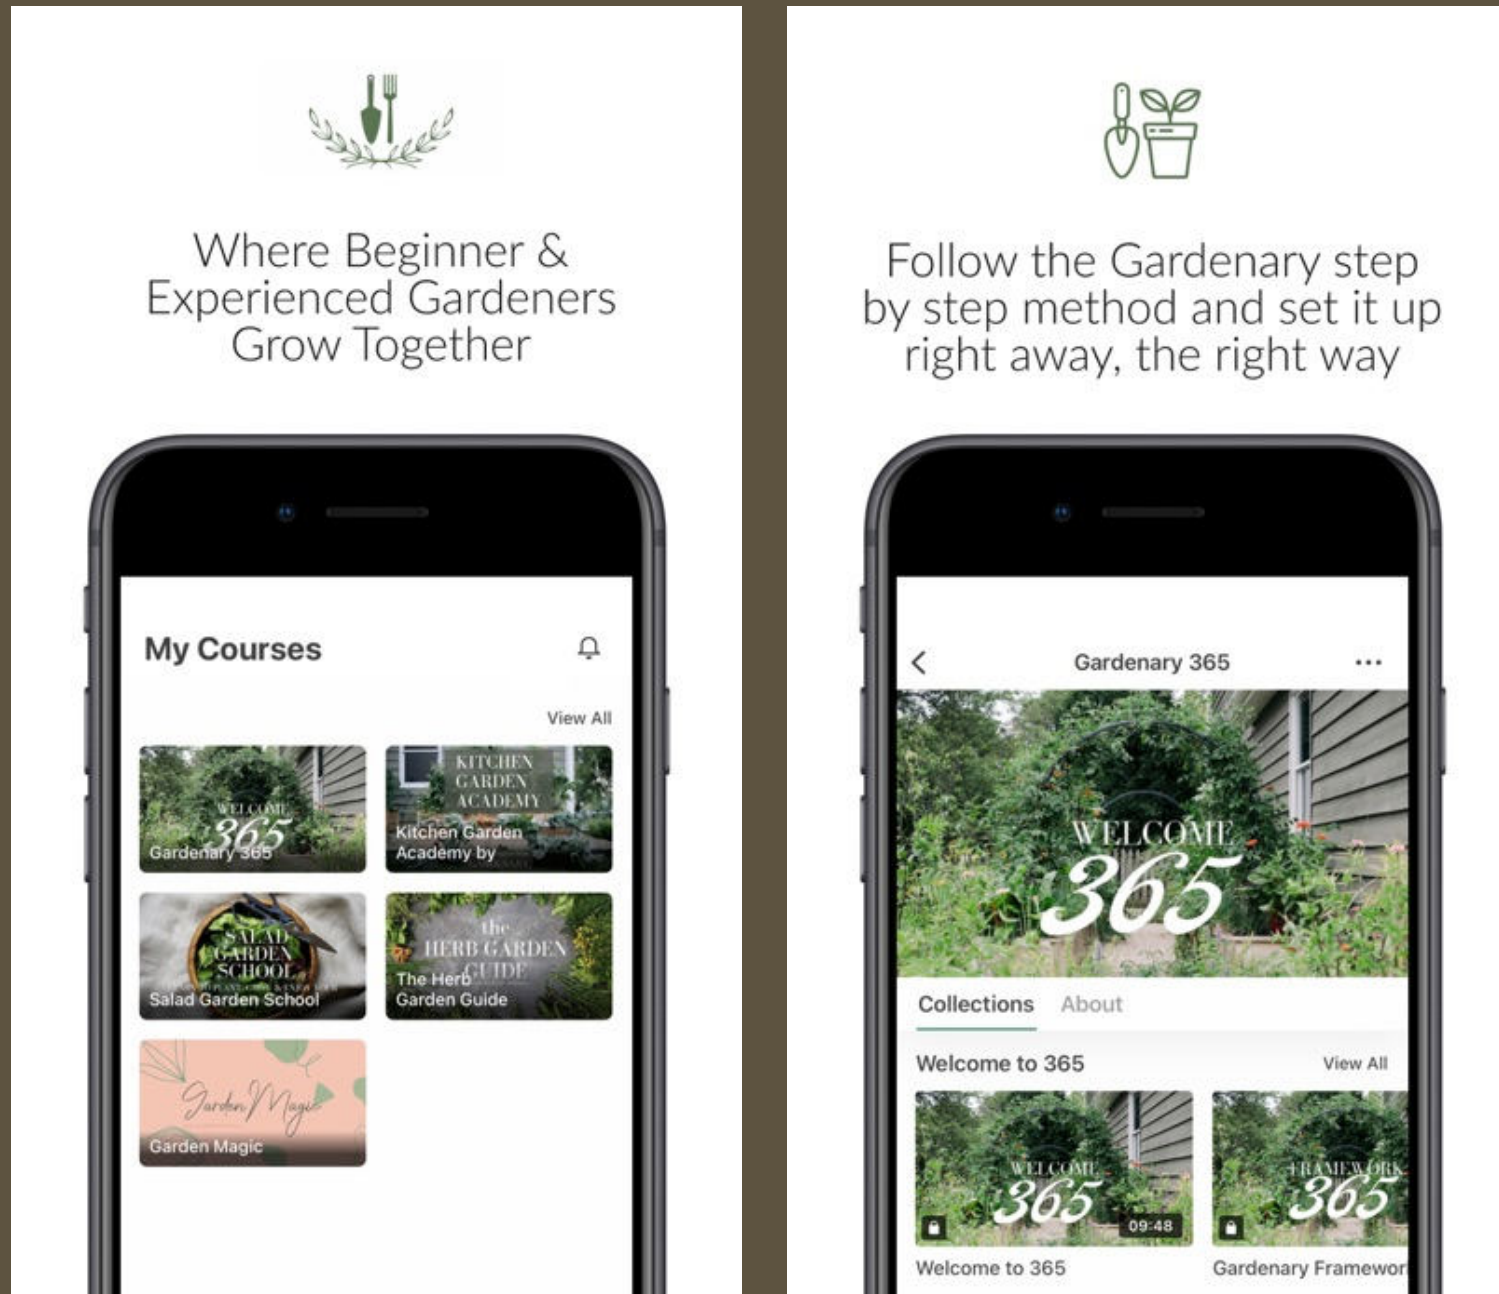 Where Beginner &
Experienced Gardeners
Grow Together
My Courses
View All
WELCOME
365
Gardenary 365
KITCHEN
GARDEN
ACADEMY
Kitchen Garden
Academy by
SALAD
GARDEN
SCHOOL
Salad Garden School
the
HERB GARDEN
GUIDE
The Herb
Garden Guide
Garden Magic
Garden Magic
Follow the Gardenary step
by step method and set it up
right away, the right way
Gardenary 365
WELCOME
365
Collections About
Welcome to 365 View All
WELCOME
365
09:48
Welcome to 365
FRAMEWORK
365
Gardenary Framewor